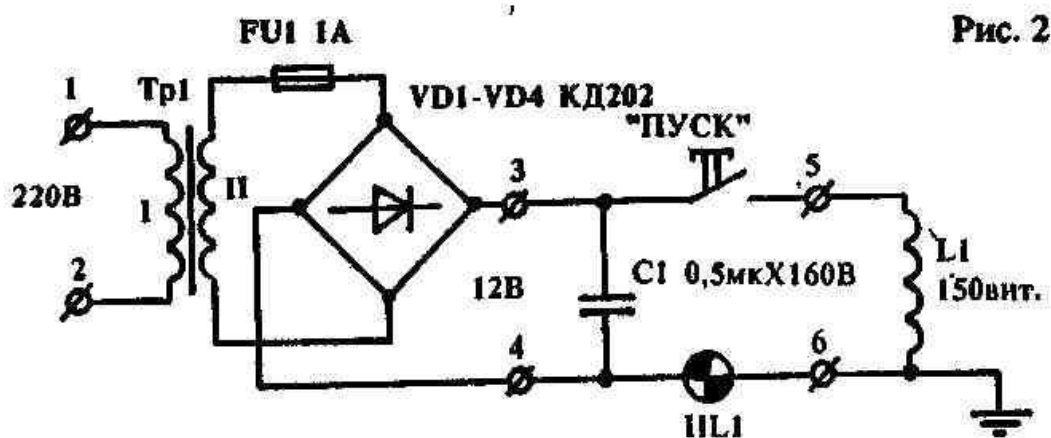 Рис. 2
FU1 1А
1
Тр1
VD1-VD4 КД202
"ПУСК"
220В
I
II
3
5
2
12В
C1 0,5мкХ160В
L1
150вит.
4
6
HL1